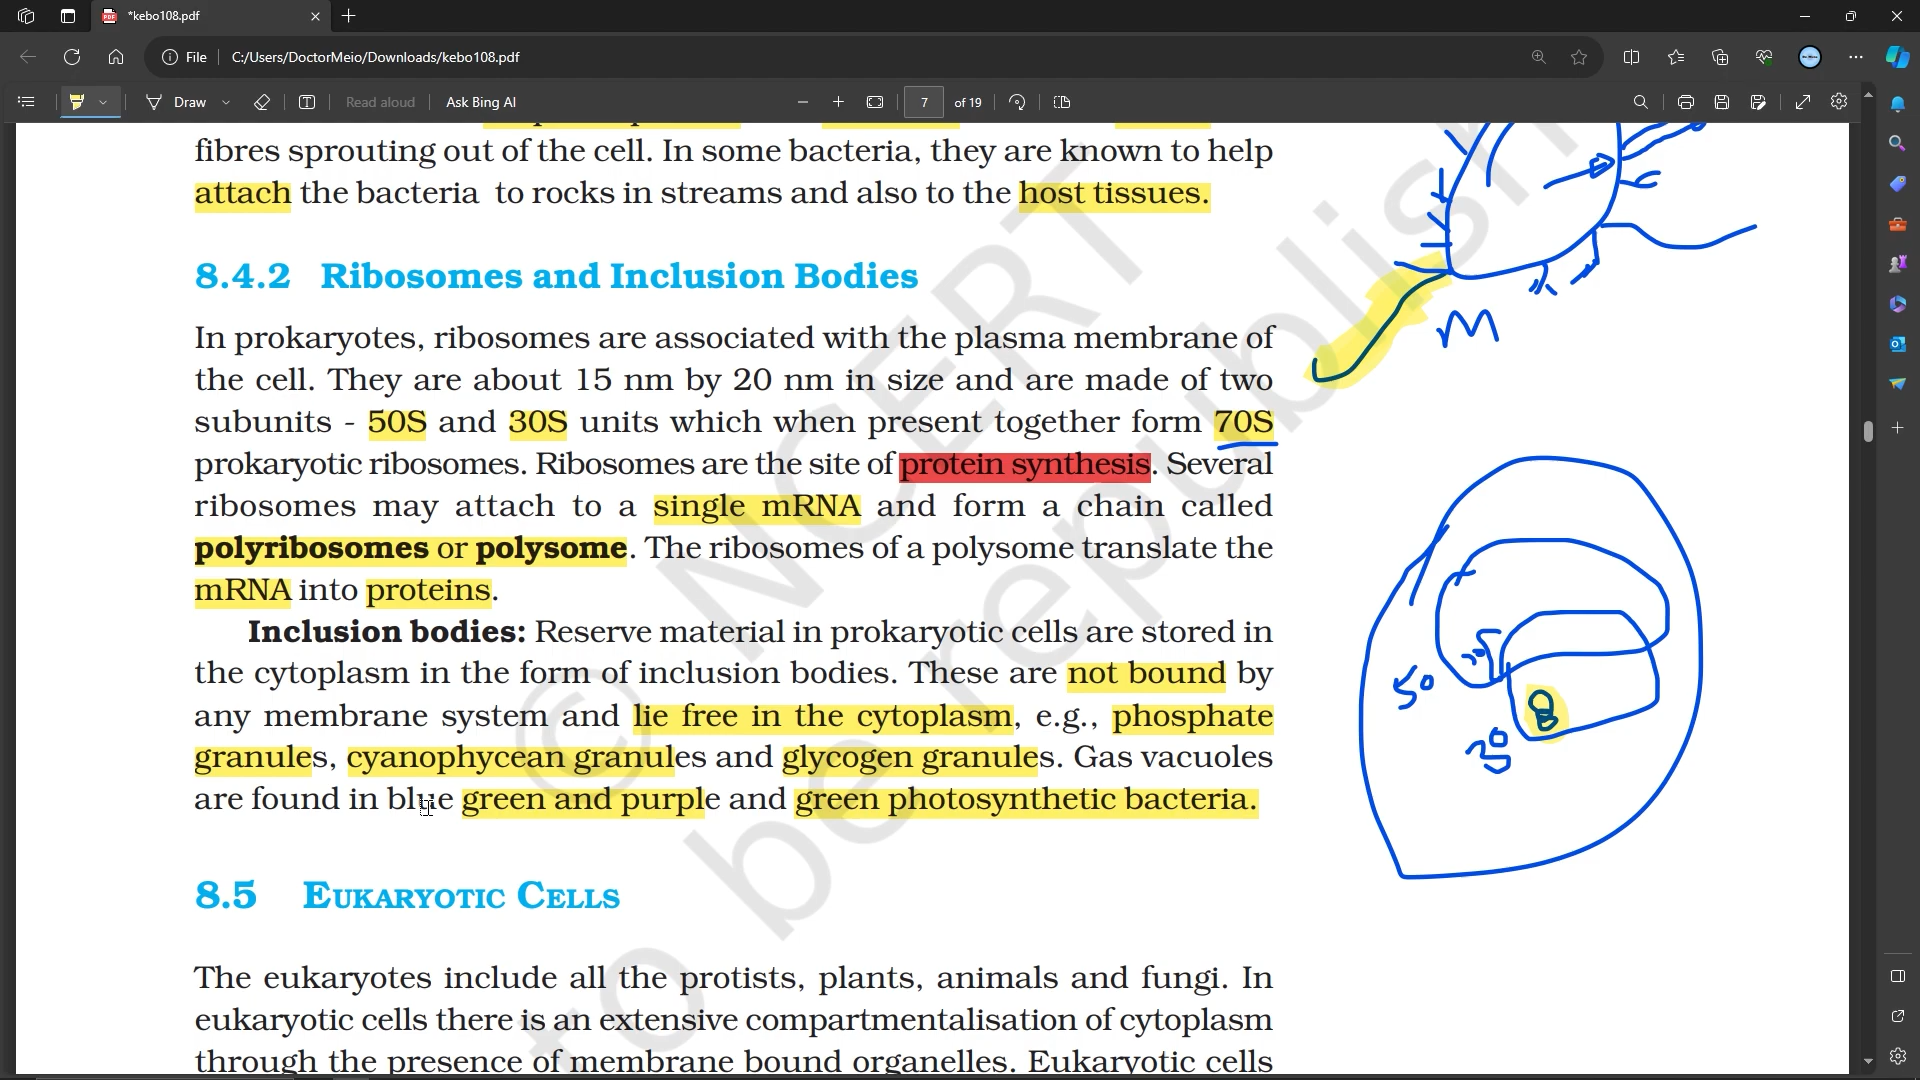 *kebo108.pdf
File C:/Users/DoctorMeio/Downloads/kebo108.pdf
Draw Read aloud Ask Bing AI 7 of 19
fibres sprouting out of the cell. In some bacteria, they are known to help
attach the bacteria to rocks in streams and also to the host tissues.
8.4.2 Ribosomes and Inclusion Bodies
In prokaryotes, ribosomes are associated with the plasma membrane of
the cell. They are about 15 nm by 20 nm in size and are made of two
subunits - 50S and 30S units which when present together form 70S
prokaryotic ribosomes. Ribosomes are the site of protein synthesis. Several
ribosomes may attach to a single mRNA and form a chain called
polyribosomes or polysome. The ribosomes of a polysome translate the
mRNA into proteins.
Inclusion bodies: Reserve material in prokaryotic cells are stored in
the cytoplasm in the form of inclusion bodies. These are not bound by
any membrane system and lie free in the cytoplasm, e.g., phosphate
granules, cyanophycean granules and glycogen granules. Gas vacuoles
are found in blue green and purple and green photosynthetic bacteria.
8.5 EUKARYOTIC CELLS
The eukaryotes include all the protists, plants, animals and fungi. In
eukaryotic cells there is an extensive compartmentalisation of cytoplasm
through the presence of membrane bound organelles. Eukaryotic cells
© NCERT
to be republish
M
50